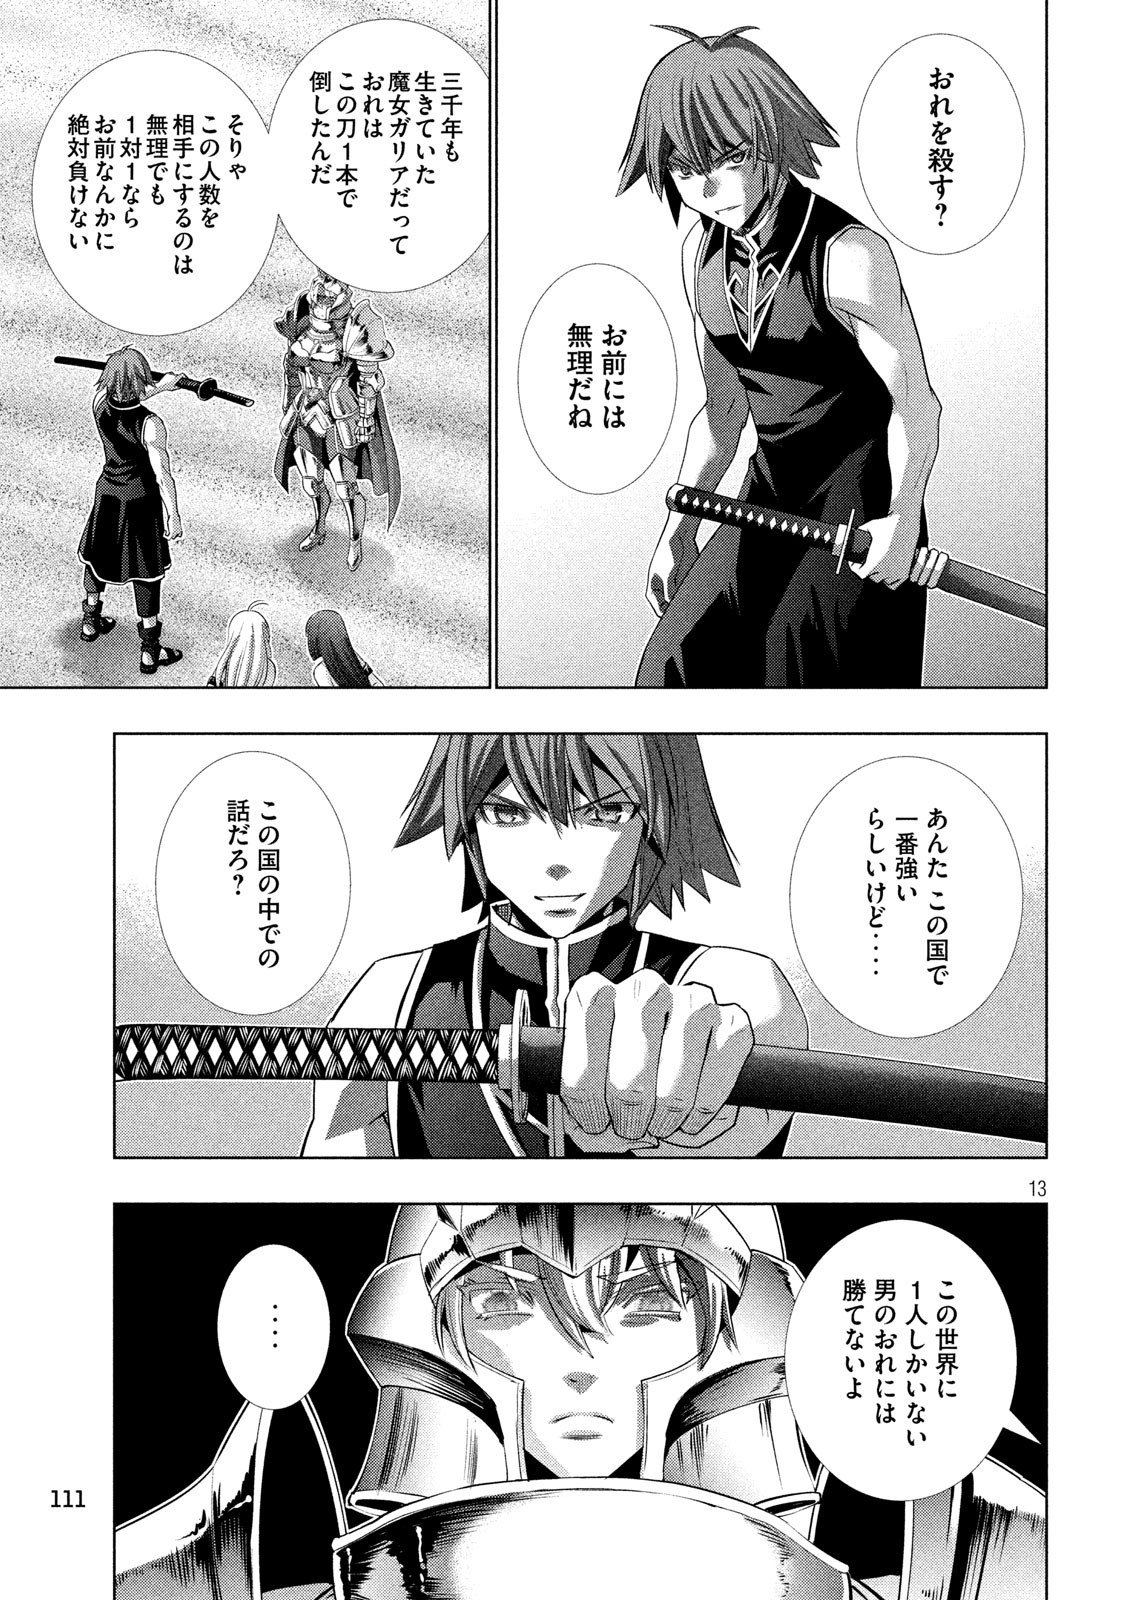 おれを殺す?
お前には
無理だね
三千年も
生きていた
魔女ガリアだって
おれは
この刀1本で
倒したんだ
そりゃ
この人数を
相手にするのは
無理でも
1対1なら
お前なんかに
絶対負けない
あんた この国で
一番強い
らしいけど‥‥
この国の中での
話だろ?
13
この世界に
1人しかいない
男のおれには
勝てないよ
‥‥
111